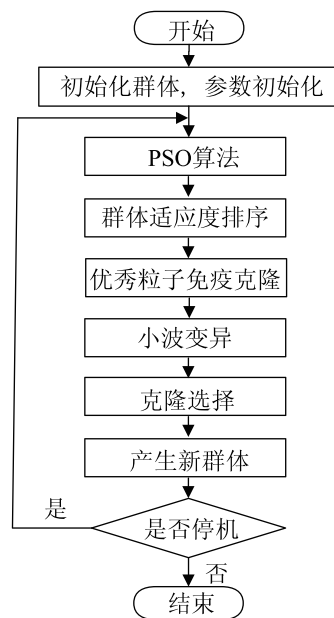 开始
初始化群体，参数初始化
PSO算法
群体适应度排序
优秀粒子免疫克隆
小波变异
克隆选择
产生新群体
是
是否停机
否
结束